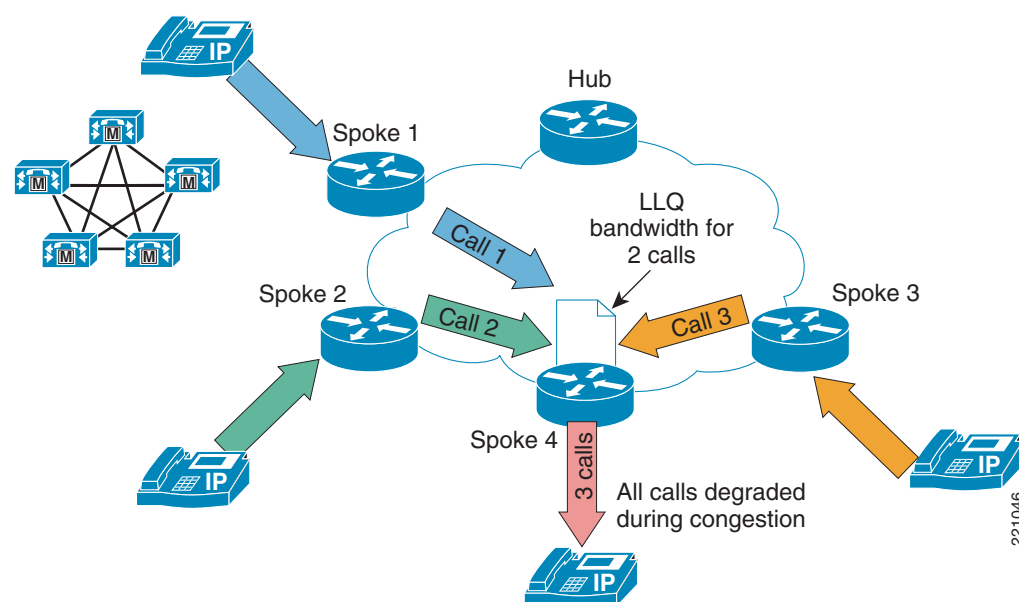 IP
Hub
Spoke 1
M
M
M
M
M
LLQ
bandwidth for
2 calls
Call 1
Spoke 2
Spoke 3
Call 2
Call 3
Spoke 4
3 calls
IP
IP
All calls degraded
during congestion
IP
221046